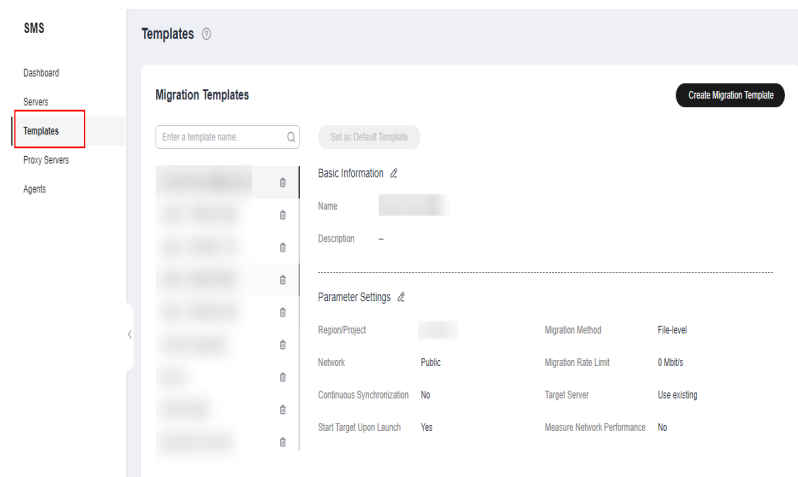 SMS
Dashboard
Servers
Templates
Proxy Servers
Agents
Templates
Migration Templates
Create Migration Template
Enter a template name.
Set as Default Template
Basic Information
Name
Description --
Parameter Settings
Region/Project
Migration Method File-level
Network Public
Migration Rate Limit 0 Mbit/s
Continuous Synchronization No
Target Server Use existing
Start Target Upon Launch Yes
Measure Network Performance No